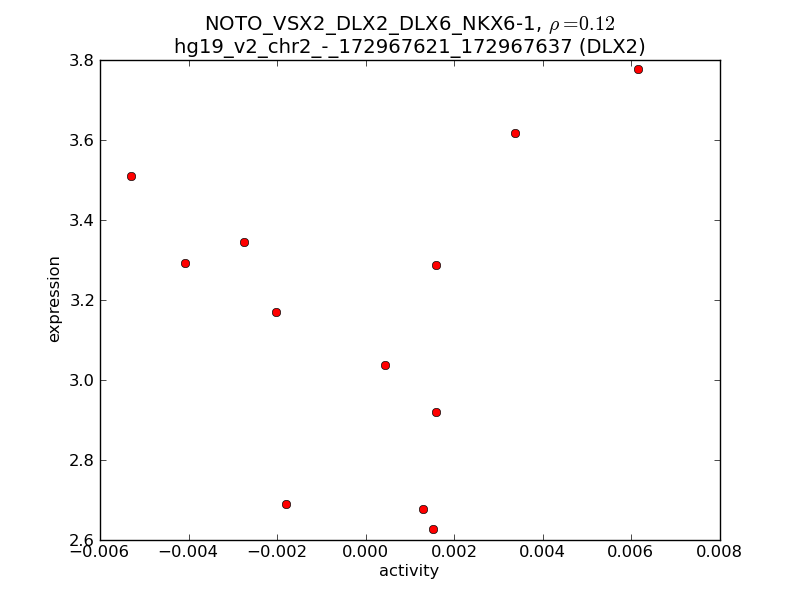 NOTO_VSX2_DLX2_DLX6_NKX6-1, ρ=0.12
hg19_v2_chr2_-_172967621_172967637 (DLX2)
3.8
3.6
3.4
3.2
3.0
2.8
2.6
expression
−0.006 −0.004 −0.002 0.000 0.002 0.004 0.006 0.008
activity